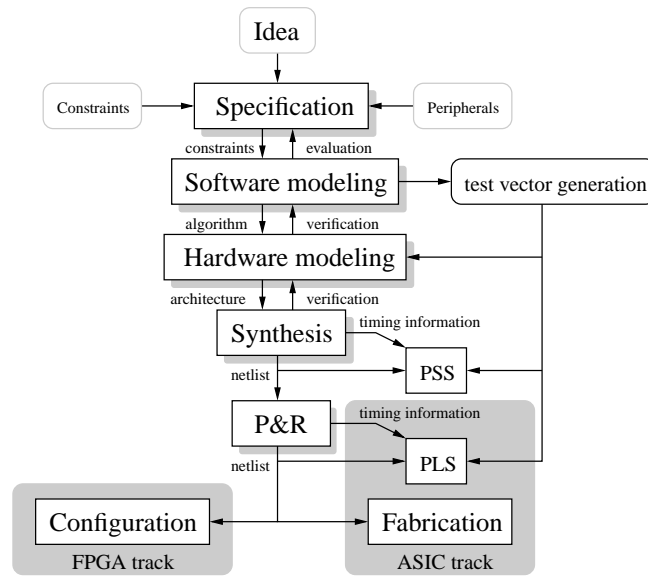 Idea
Constraints
Specification
Peripherals
constraints
evaluation
Software modeling
test vector generation
algorithm
verification
Hardware modeling
architecture
verification
timing information
Synthesis
PSS
netlist
P&R
timing information
PLS
netlist
Configuration
Fabrication
FPGA track
ASIC track